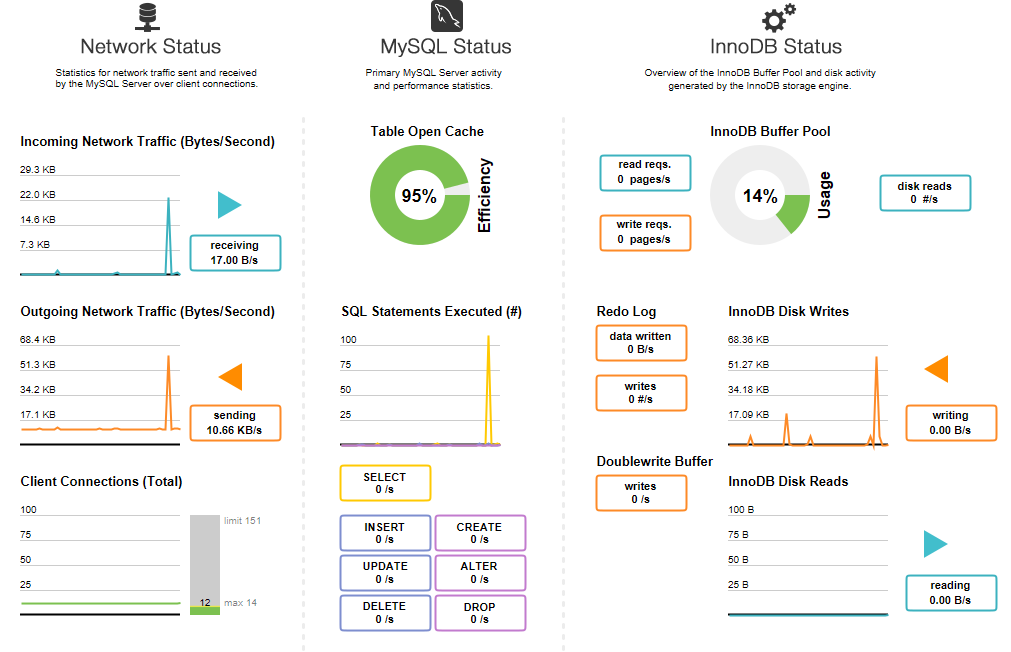 Network Status
Statistics for network traffic sent and received
by the MySQL Server over client connections.
Incoming Network Traffic (Bytes/Second)
29.3 KB
22.0 KB
14.6 KB
7.3 KB
receiving
17.00 B/s
Outgoing Network Traffic (Bytes/Second)
68.4 KB
51.3 KB
34.2 KB
17.1 KB
sending
10.66 KB/s
Client Connections (Total)
100
75
50
25
limit 151
12
max 14
MySQL Status
Primary MySQL Server activity
and performance statistics.
Table Open Cache
95%
Efficiency
SQL Statements Executed (#)
100
75
50
25
SELECT
0 /s
INSERT
0 /s
CREATE
0 /s
UPDATE
0 /s
ALTER
0 /s
DELETE
0 /s
DROP
0 /s
InnoDB Status
Overview of the InnoDB Buffer Pool and disk activity
generated by the InnoDB storage engine.
InnoDB Buffer Pool
read reqs.
0 pages/s
write reqs.
0 pages/s
14%
Usage
disk reads
0 #/s
Redo Log
data written
0 B/s
writes
0 #/s
Doublewrite Buffer
writes
0 /s
InnoDB Disk Writes
68.36 KB
51.27 KB
34.18 KB
17.09 KB
writing
0.00 B/s
InnoDB Disk Reads
100 B
75 B
50 B
25 B
reading
0.00 B/s